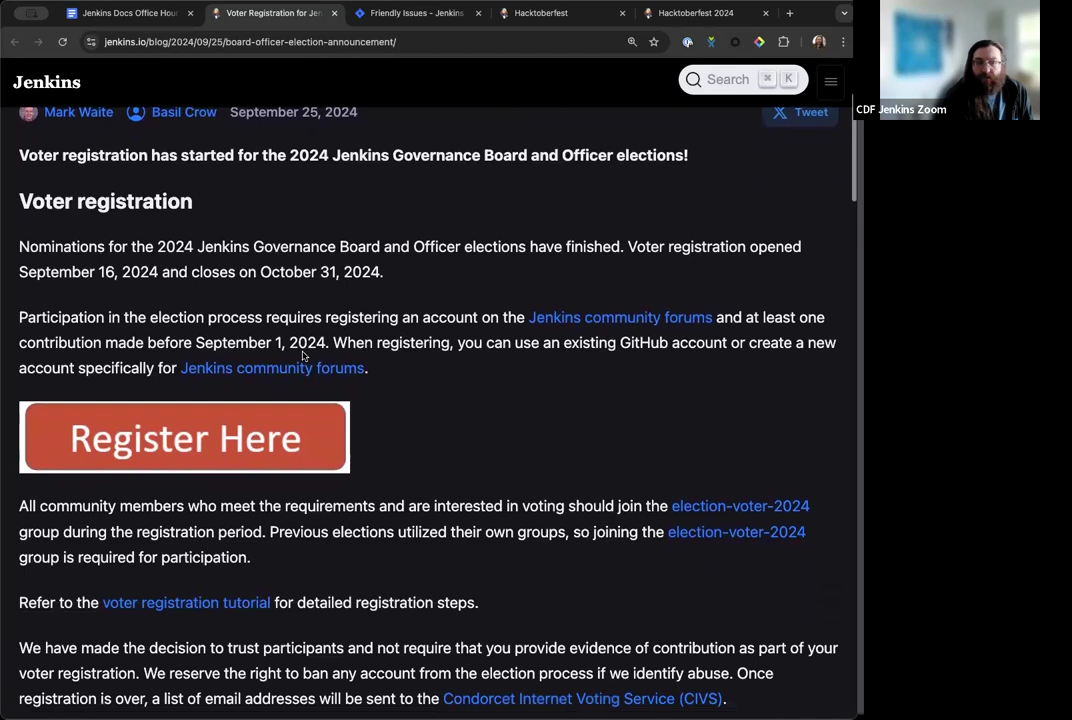 Jenkins Docs Office Hour
Voter Registration for Jen
Friendly Issues - Jenkins
Hacktoberfest
Hacktoberfest 2024
jenkins.io/blog/2024/09/25/board-officer-election-announcement/
Jenkins
Search ⌘ K
Mark Waite Basil Crow September 25, 2024
Tweet
CDF Jenkins Zoom
Voter registration has started for the 2024 Jenkins Governance Board and Officer elections!
Voter registration
Nominations for the 2024 Jenkins Governance Board and Officer elections have finished. Voter registration opened
September 16, 2024 and closes on October 31, 2024.
Participation in the election process requires registering an account on the Jenkins community forums and at least one
contribution made before September 1, 2024. When registering, you can use an existing GitHub account or create a new
account specifically for Jenkins community forums.
Register Here
All community members who meet the requirements and are interested in voting should join the election-voter-2024
group during the registration period. Previous elections utilized their own groups, so joining the election-voter-2024
group is required for participation.
Refer to the voter registration tutorial for detailed registration steps.
We have made the decision to trust participants and not require that you provide evidence of contribution as part of your
voter registration. We reserve the right to ban any account from the election process if we identify abuse. Once
registration is over, a list of email addresses will be sent to the Condorcet Internet Voting Service (CIVS).